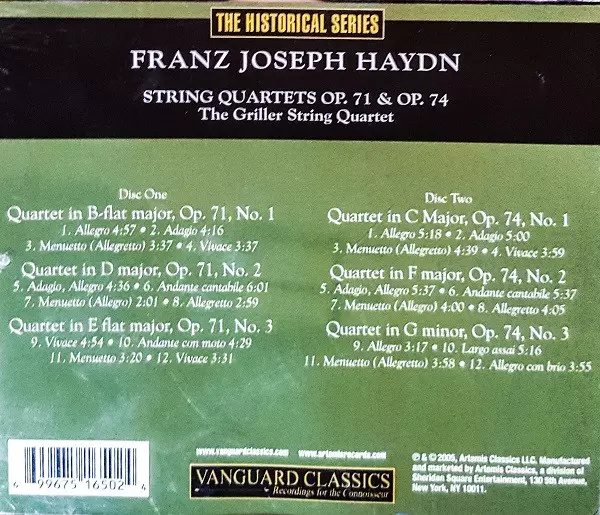 THE HISTORICAL SERIES
FRANZ JOSEPH HAYDN
STRING QUARTETS OP. 71 & OP. 74
The Griller String Quartet
Disc One
Quartet in B-flat major, Op. 71, No. 1
1. Allegro 4:57 • 2. Adagio 4:16
3. Menuetto (Allegretto) 3:37 • 4. Vivace 3:37
Quartet in D major, Op. 71, No. 2
5. Adagio, Allegro 4:36 • 6. Andante cantabile 6:01
7. Menuetto (Allegro) 2:01 • 8. Allegretto 2:59
Quartet in E flat major, Op. 71, No. 3
9. Vivace 4:54 • 10. Andante con moto 4:29
11. Menuetto 3:20 • 12. Vivace 3:31
Disc Two
Quartet in C Major, Op. 74, No. 1
1. Allegro 5:18 • 2. Adagio 5:00
3. Menuetto (Allegretto) 4:39 • 4. Vivace 3:59
Quartet in F major, Op. 74, No. 2
5. Adagio, Allegro 5:37 • 6. Andante cantabile 5:37
7. Menuetto (Allegro) 4:00 • 8. Allegretto 4:05
Quartet in G minor, Op. 74, No. 3
9. Allegro 3:17 • 10. Largo assai 5:16
11. Menuetto (Allegretto) 3:58 • 12. Allegro con brio 3:55
6 99675 16502 4
www.vanguardclassics.com www.artemisrecords.com
VANGUARD CLASSICS
Recordings for the Connoisseur
℗ & © 2005, Artemis Classics LLC. Manufactured
and marketed by Artemis Classics, a division of
Sheridan Square Entertainment, 130 5th Avenue,
New York, NY 10011.